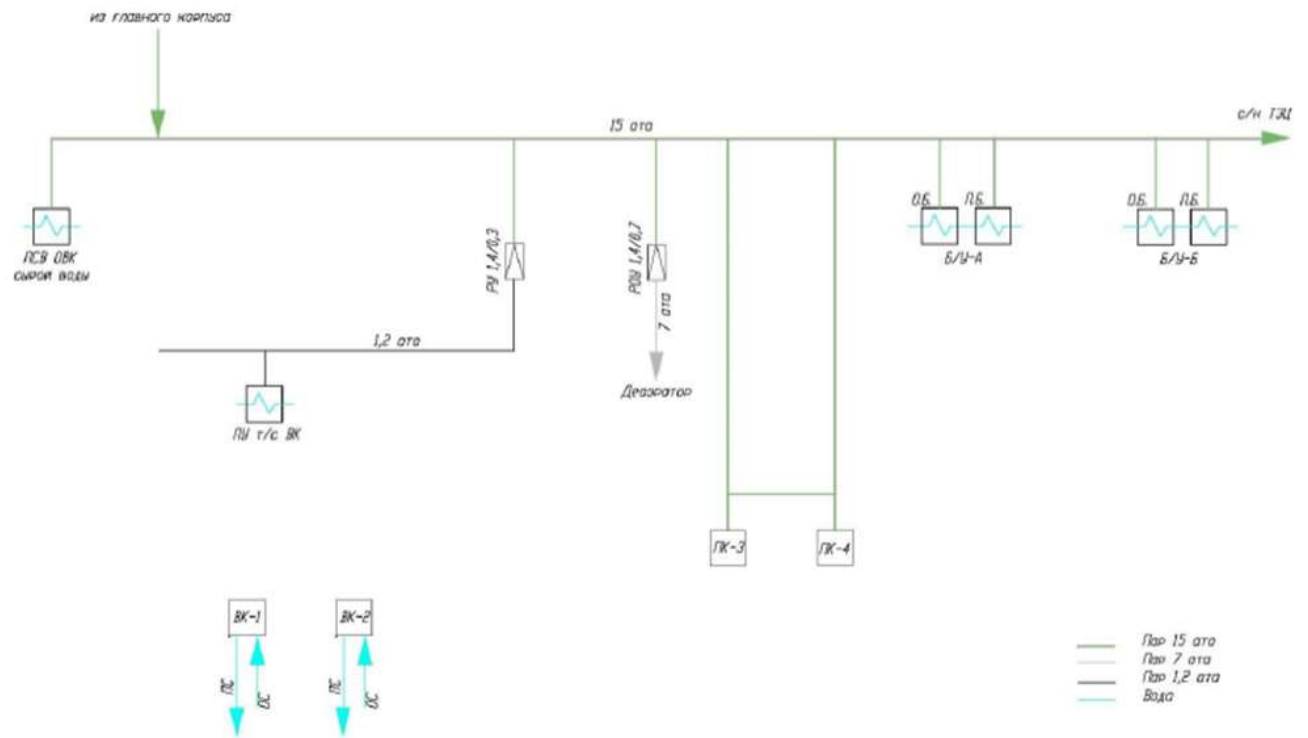 из главного корпуса
15 ата
с/н ТЭЦ
О.Б.
П.Б.
О.Б.
П.Б.
ПСВ ОВК
сырой воды
РУ 1,4/0,3
РОУ 1,4/0,7
Б/У-А
Б/У-Б
7 ата
1,2 ата
Деаэратор
ПУ т/с ВК
ПК-3
ПК-4
ВК-1
ВК-2
ПС
ОС
ПС
ОС
Пар 15 ата
Пар 7 ата
Пар 1,2 ата
Вода